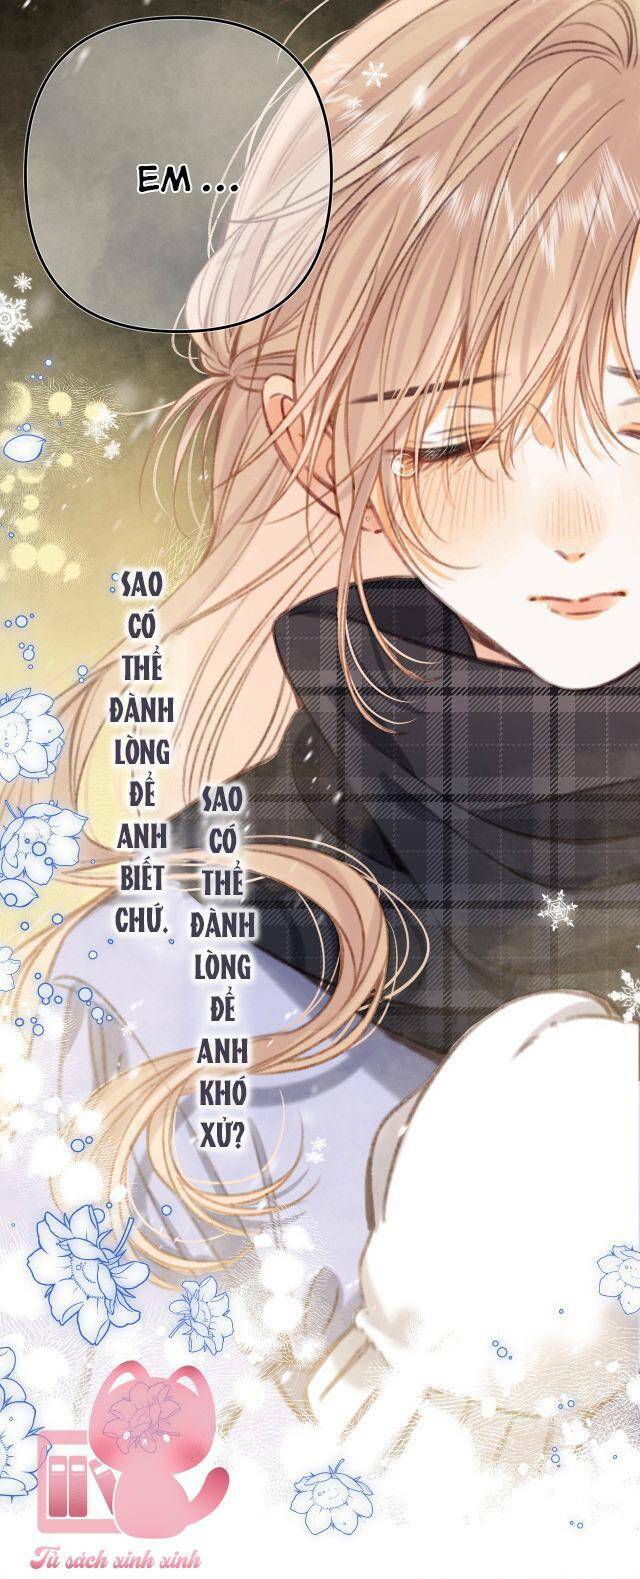 EM ...
SAO
CÓ
THỂ
ĐÀNH
LÒNG
ĐỂ
ANH
BIẾT
CHỨ.
SAO
CÓ
THỂ
ĐÀNH
LÒNG
ĐỂ
ANH
KHÓ
XỬ?
Tủ sách xinh xinh